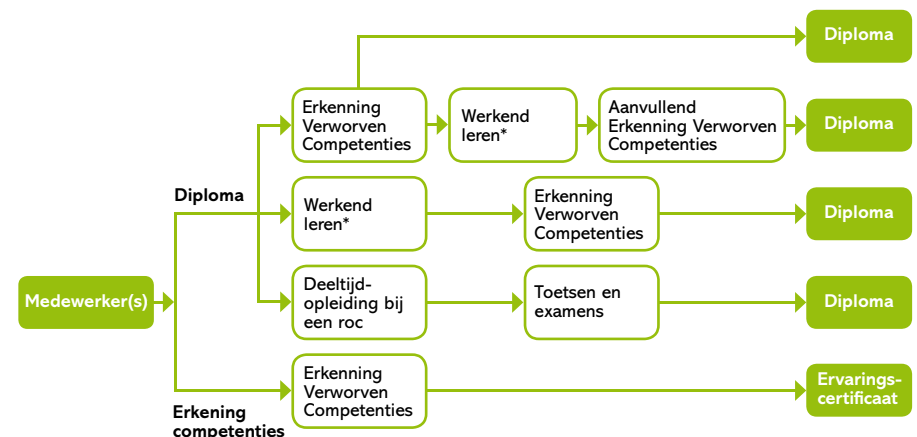 Diploma
Erkenning
Verworven
Competenties
Werkend
leren*
Aanvullend
Erkenning Verworven
Competenties
Diploma
Diploma
Werkend
leren*
Erkenning
Verworven
Competenties
Diploma
Medewerker(s)
Deeltijd-
opleiding bij
een roc
Toetsen en
examens
Diploma
Erkening
competenties
Erkenning
Verworven
Competenties
Ervarings-
certificaat